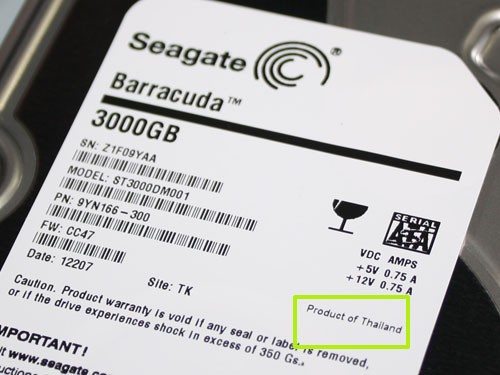 Seagate®
Barracuda™
3000GB
SN: Z1F09YAA
MODEL: ST3000DM001
PN: 9YN166-300
FW: CC47
Date: 12207
Site: TK
SERIAL
ATA
VDC AMPS
+5V 0.75 A
+12V 0.75 A
Product of Thailand
Caution. Product warranty is void if any seal or label is removed,
or if the drive experiences shock in excess of 350 Gs.
MPORTANT!
t www.seagate.